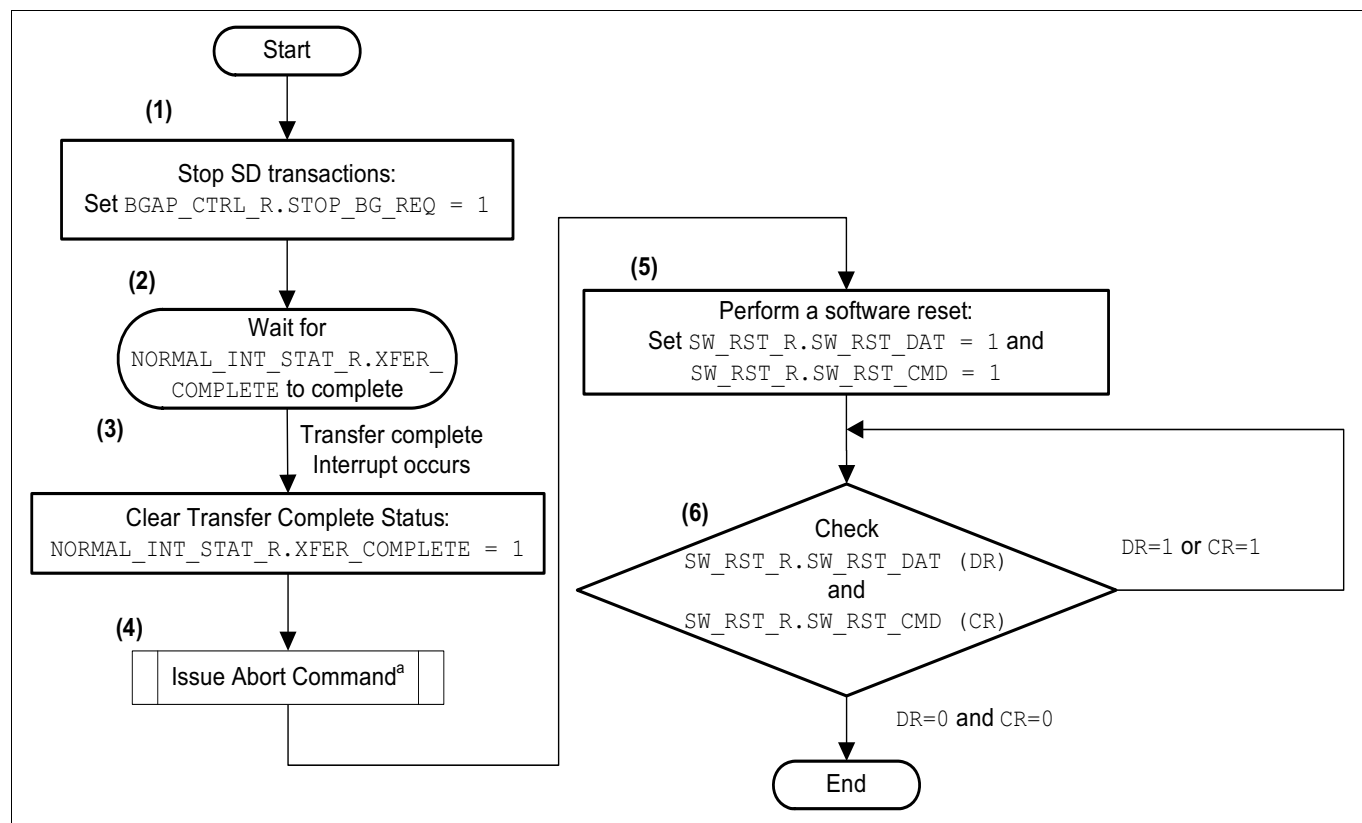 Start
(1)
Stop SD transactions:
Set BGAP_CTRL_R.STOP_BG_REQ = 1
(2)
Wait for
NORMAL_INT_STAT_R.XFER_
COMPLETE to complete
(3)
Transfer complete
Interrupt occurs
Clear Transfer Complete Status:
NORMAL_INT_STAT_R.XFER_COMPLETE = 1
(4)
Issue Abort Commandᵃ
(5)
Perform a software reset:
Set SW_RST_R.SW_RST_DAT = 1 and
SW_RST_R.SW_RST_CMD = 1
(6)
Check
SW_RST_R.SW_RST_DAT (DR)
and
SW_RST_R.SW_RST_CMD (CR)
DR=1 or CR=1
DR=0 and CR=0
End